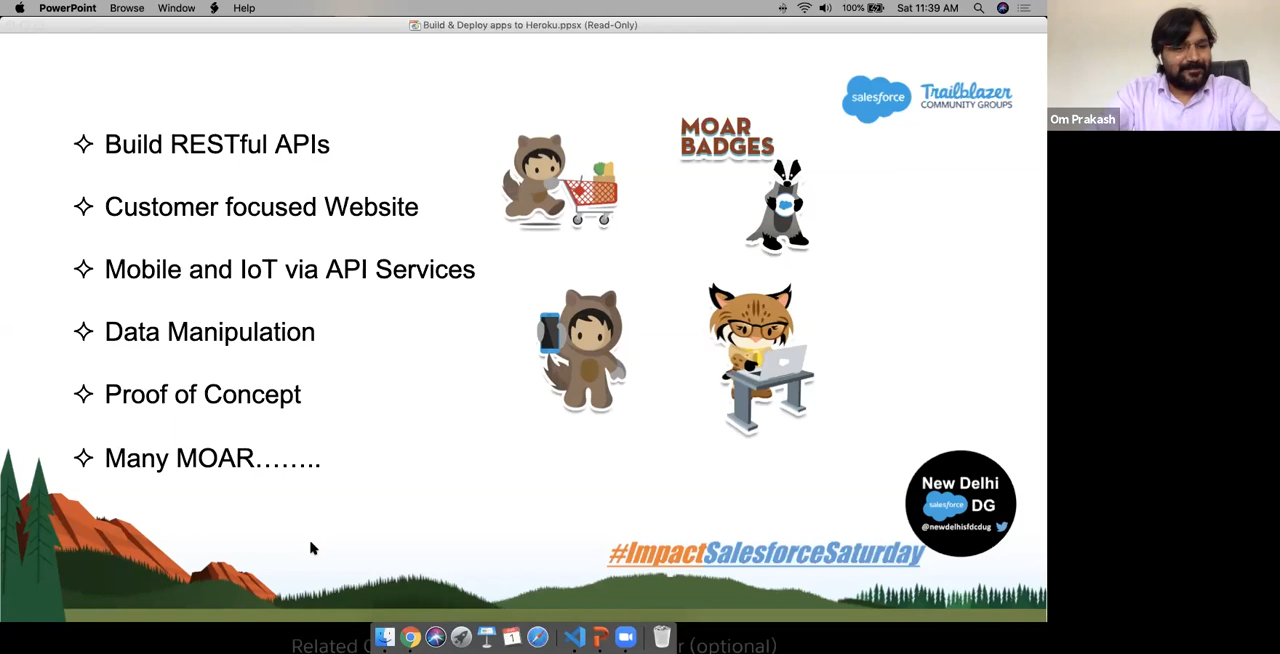 PowerPoint Browse Window Help 100% Sat 11:39 AM
Build & Deploy apps to Heroku.ppsx (Read-Only)
salesforce Trailblazer
COMMUNITY GROUPS
Om Prakash
MOAR
BADGES
Build RESTful APIs
Customer focused Website
Mobile and IoT via API Services
Data Manipulation
Proof of Concept
Many MOAR........
New Delhi
salesforce DG
@newdelhisfdcdug
#ImpactSalesforceSaturday
1
Related r (optional)